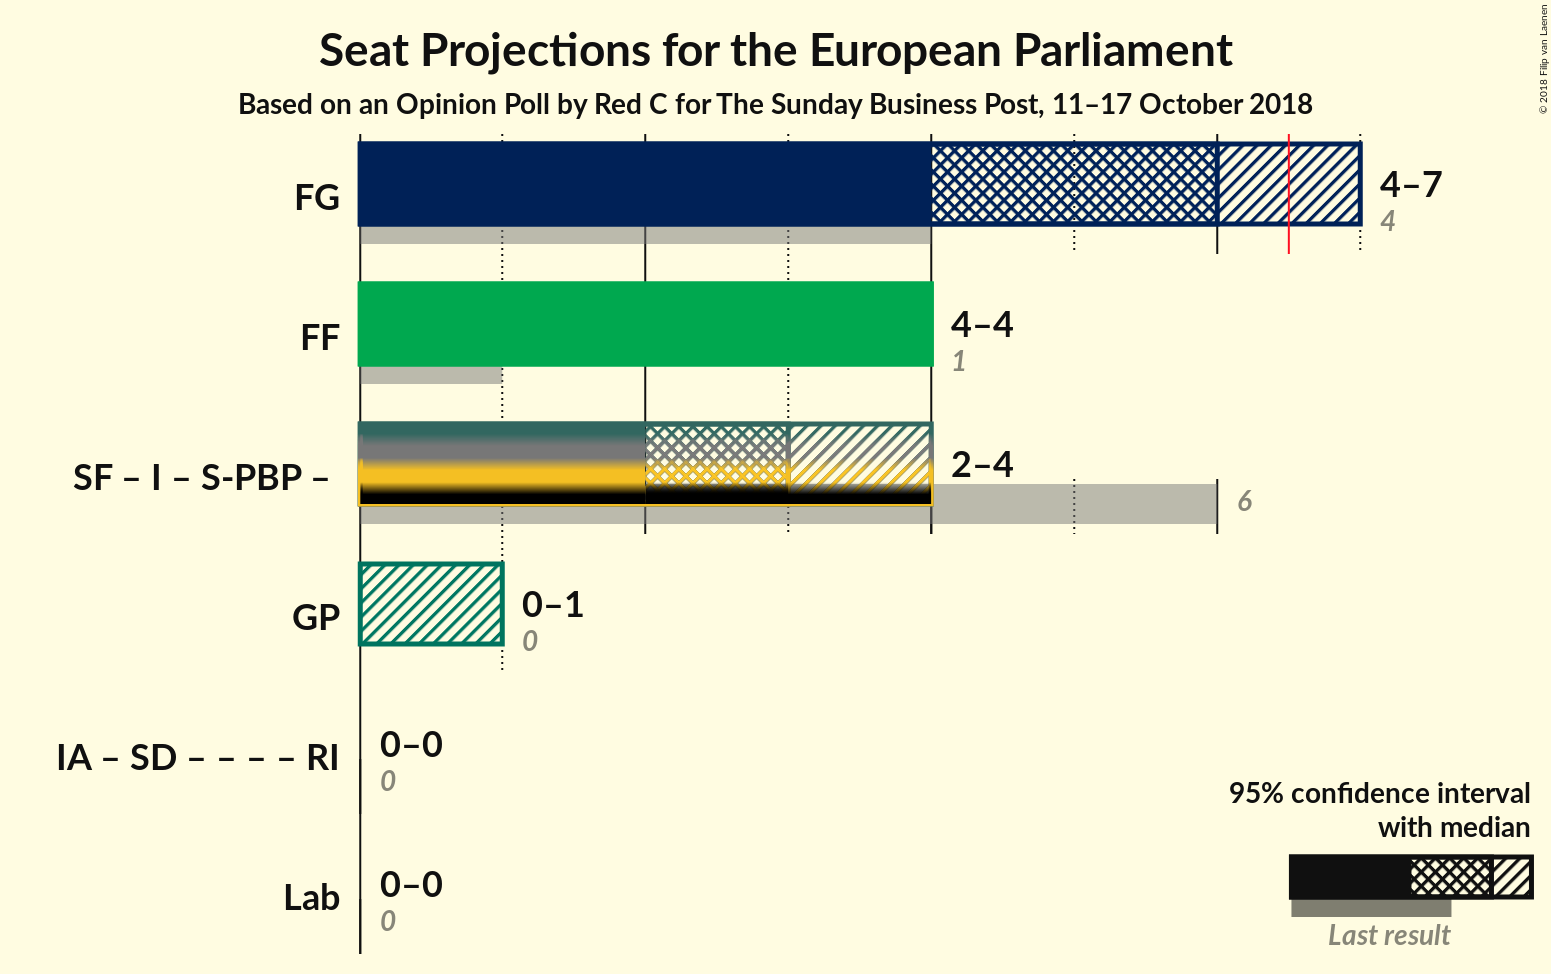 Seat Projections for the European Parliament
Based on an Opinion Poll by Red C for The Sunday Business Post, 11–17 October 2018
© 2018 Filip van Laenen
FG
4–7
4
FF
4–4
1
SF – I – S-PBP –
2–4
6
GP
0–1
0
IA – SD – – – – RI
0–0
0
Lab
0–0
0
95% confidence interval
with median
Last result